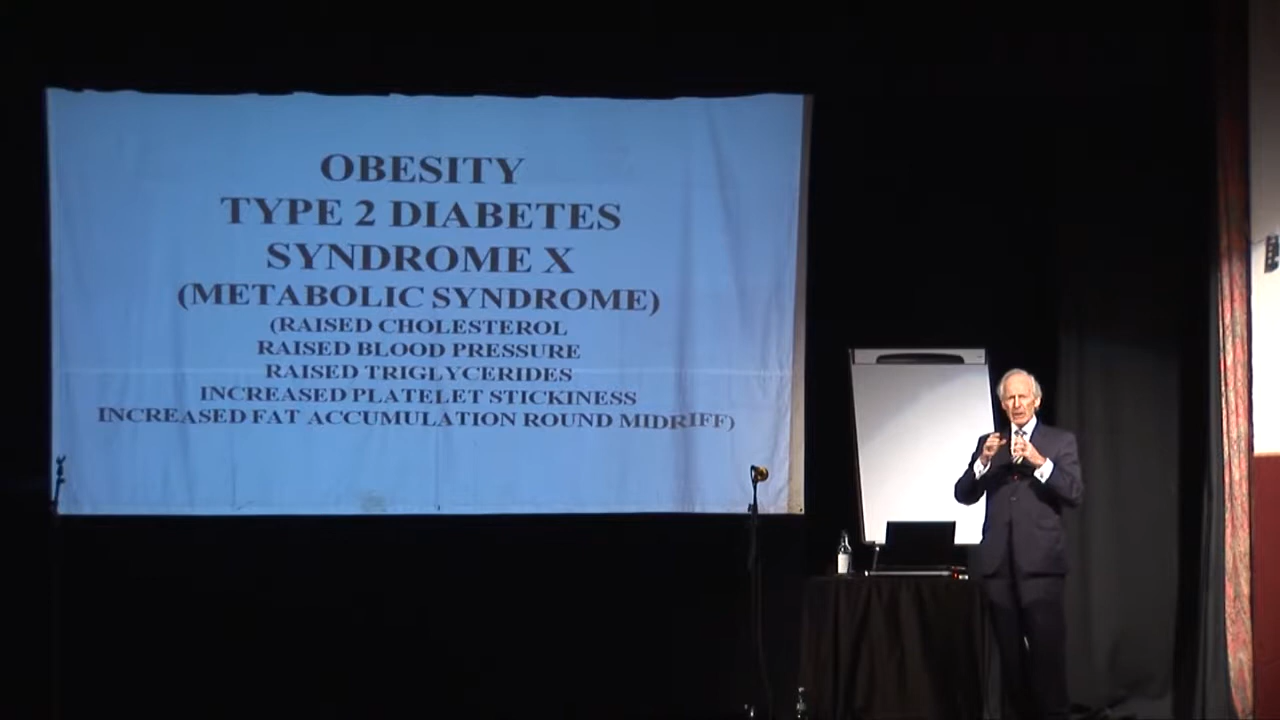 OBESITY
TYPE 2 DIABETES
SYNDROME X
(METABOLIC SYNDROME)
(RAISED CHOLESTEROL
RAISED BLOOD PRESSURE
RAISED TRIGLYCERIDES
INCREASED PLATELET STICKINESS
INCREASED FAT ACCUMULATION ROUND MIDRIFF)